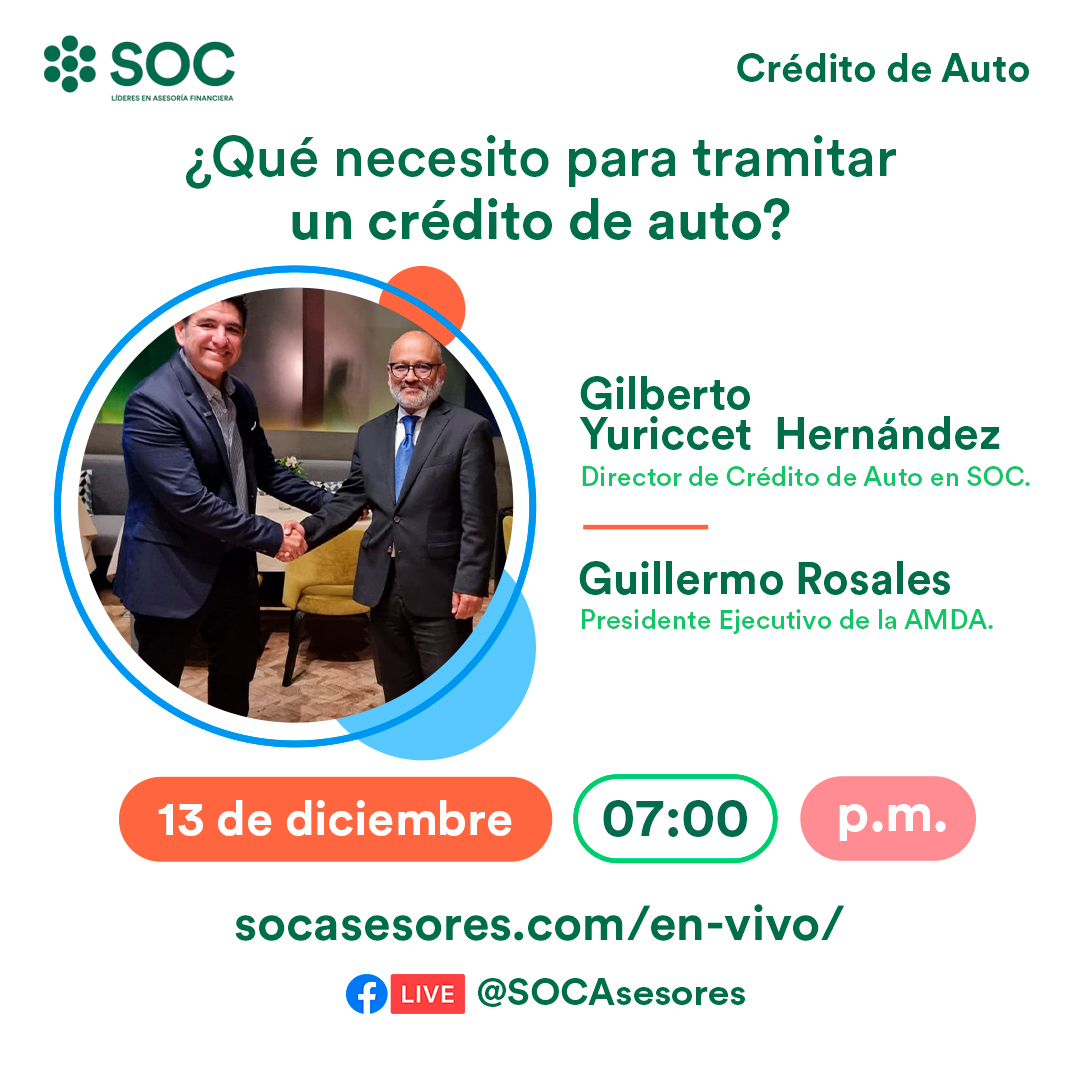 SOC
LÍDERES EN ASESORÍA FINANCIERA
Crédito de Auto
¿Qué necesito para tramitar
un crédito de auto?
Gilberto
Yuriccet Hernández
Director de Crédito de Auto en SOC.
Guillermo Rosales
Presidente Ejecutivo de la AMDA.
13 de diciembre
07:00
p.m.
socasesores.com/en-vivo/
LIVE @SOCAsesores